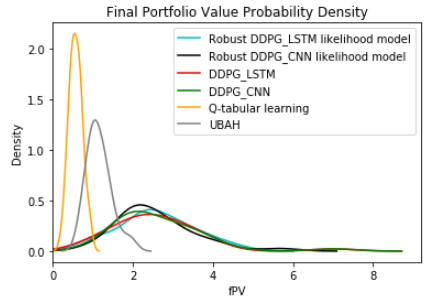 Final Portfolio Value Probability Density
Robust DDPG_LSTM likelihood model
Robust DDPG_CNN likelihood model
DDPG_LSTM
DDPG_CNN
Q-tabular learning
UBAH
Density
2.0
1.5
1.0
0.5
0.0
0 2 4 6 8
fPV